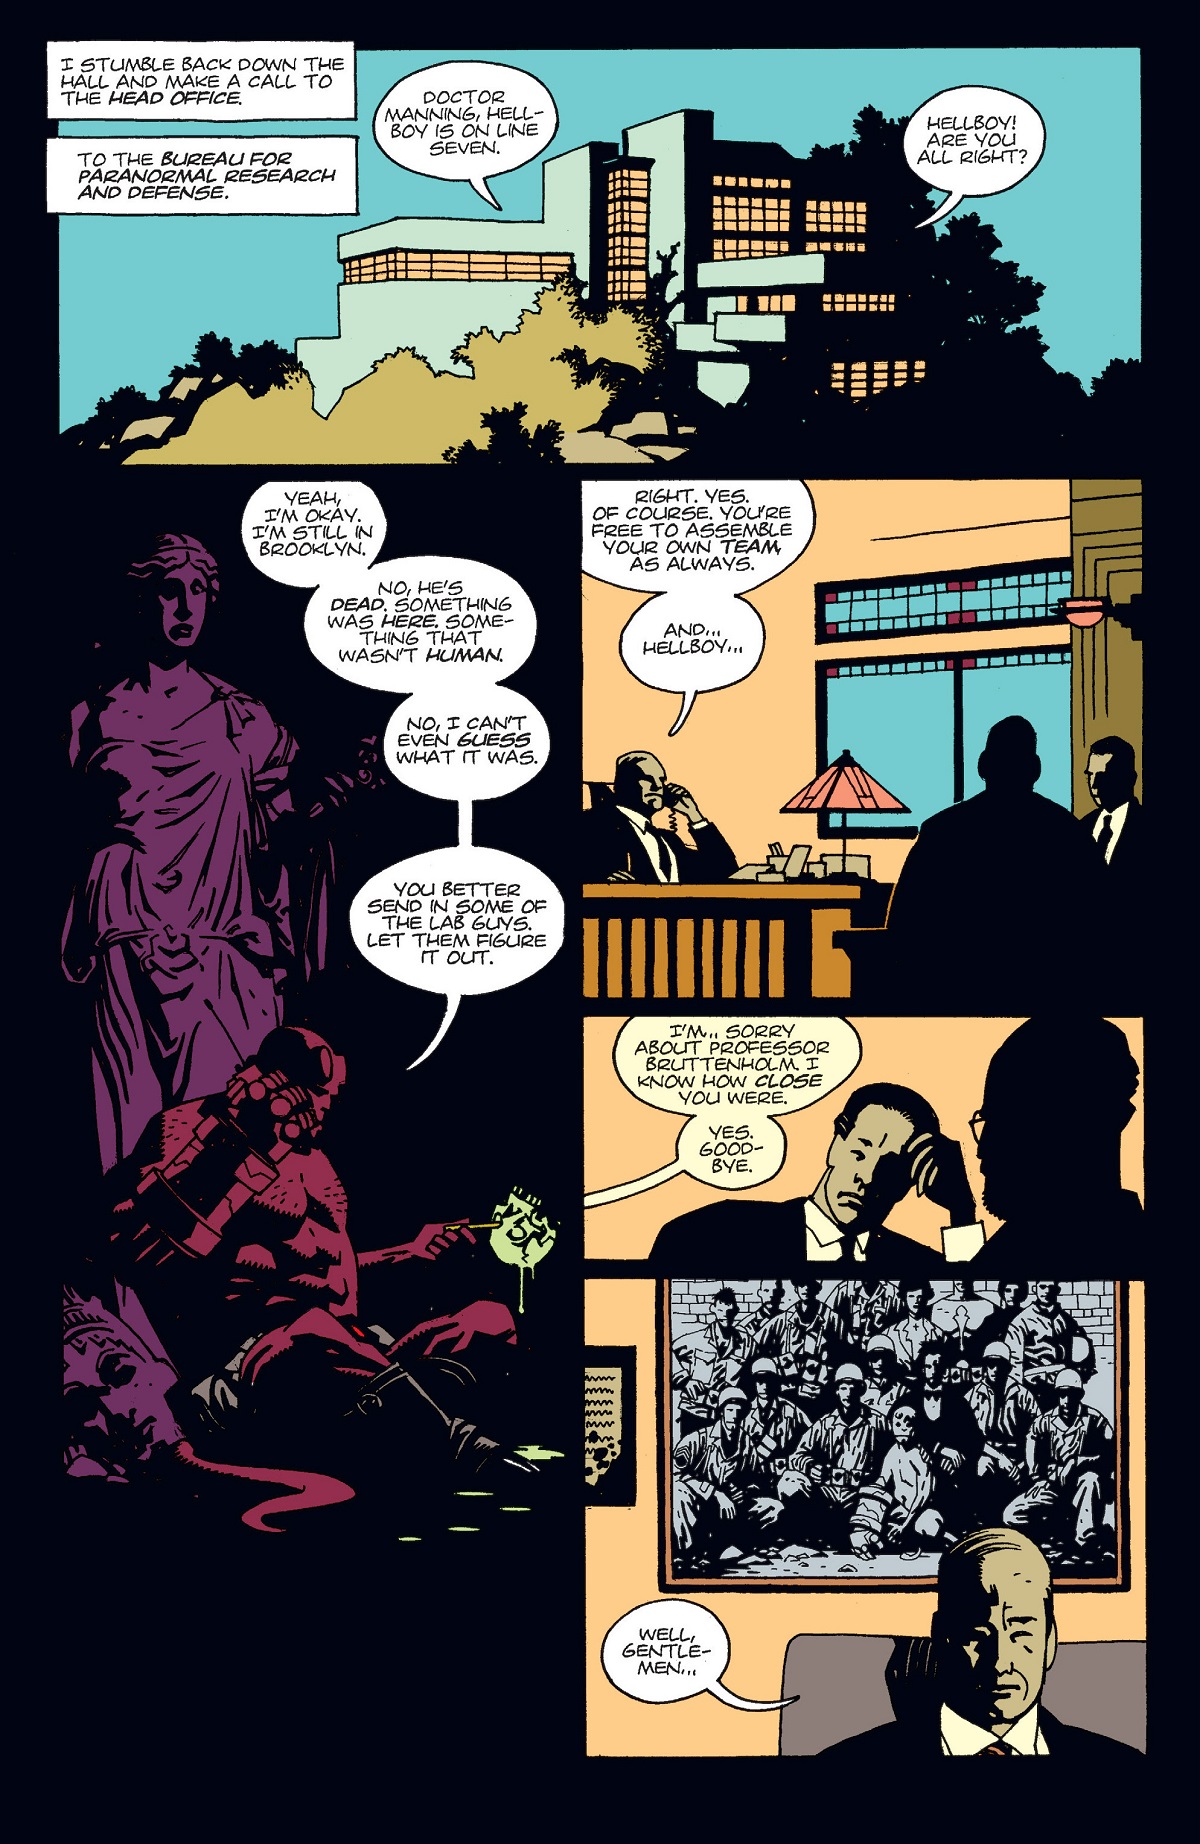 I STUMBLE BACK DOWN THE
HALL AND MAKE A CALL TO
THE HEAD OFFICE.
TO THE BUREAU FOR
PARANORMAL RESEARCH
AND DEFENSE.
DOCTOR
MANNING, HELL-
BOY IS ON LINE
SEVEN.
HELLBOY!
ARE YOU
ALL RIGHT?
YEAH,
I'M OKAY.
I'M STILL IN
BROOKLYN.
NO, HE'S
DEAD. SOMETHING
WAS HERE. SOME-
THING THAT
WASN'T HUMAN.
NO, I CAN'T
EVEN GUESS
WHAT IT WAS.
YOU BETTER
SEND IN SOME OF
THE LAB GUYS.
LET THEM FIGURE
IT OUT.
RIGHT. YES.
OF COURSE. YOU'RE
FREE TO ASSEMBLE
YOUR OWN TEAM,
AS ALWAYS.
AND...
HELLBOY...
I'M... SORRY
ABOUT PROFESSOR
BRUTTENHOLM. I
KNOW HOW CLOSE
YOU WERE.
YES.
GOOD-
BYE.
WELL,
GENTLE-
MEN...